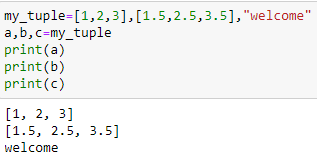 my_tuple=[1,2,3],[1.5,2.5,3.5],"welcome"
a,b,c=my_tuple
print(a)
print(b)
print(c)
[1, 2, 3]
[1.5, 2.5, 3.5]
welcome